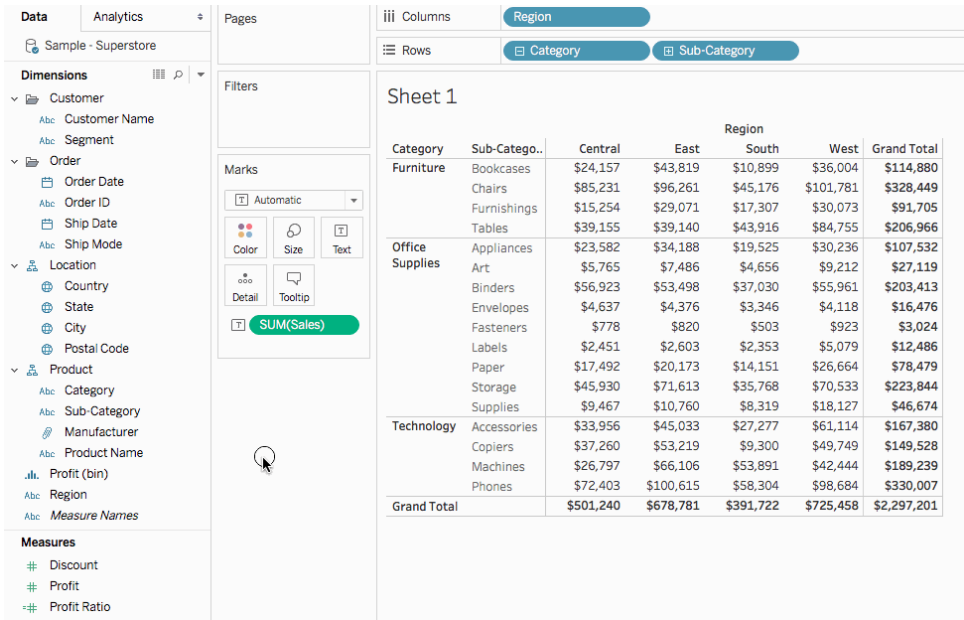 Data Analytics
Sample - Superstore
Dimensions
Customer
Abc Customer Name
Abc Segment
Order
Order Date
Abc Order ID
Ship Date
Abc Ship Mode
Location
Country
State
City
Postal Code
Product
Abc Category
Abc Sub-Category
Manufacturer
Abc Product Name
Profit (bin)
Abc Region
Abc Measure Names
Measures
# Discount
# Profit
=# Profit Ratio
Pages
Filters
Marks
T Automatic
Color Size T Text
Detail Tooltip
T SUM(Sales)
Columns Region
Rows Category Sub-Category
Sheet 1
Region
Category Sub-Catego.. Central East South West Grand Total
Furniture Bookcases $24,157 $43,819 $10,899 $36,004 $114,880
Chairs $85,231 $96,261 $45,176 $101,781 $328,449
Furnishings $15,254 $29,071 $17,307 $30,073 $91,705
Tables $39,155 $39,140 $43,916 $84,755 $206,966
Office Supplies Appliances $23,582 $34,188 $19,525 $30,236 $107,532
Art $5,765 $7,486 $4,656 $9,212 $27,119
Binders $56,923 $53,498 $37,030 $55,961 $203,413
Envelopes $4,637 $4,376 $3,346 $4,118 $16,476
Fasteners $778 $820 $503 $923 $3,024
Labels $2,451 $2,603 $2,353 $5,079 $12,486
Paper $17,492 $20,173 $14,151 $26,664 $78,479
Storage $45,930 $71,613 $35,768 $70,533 $223,844
Supplies $9,467 $10,760 $8,319 $18,127 $46,674
Technology Accessories $33,956 $45,033 $27,277 $61,114 $167,380
Copiers $37,260 $53,219 $9,300 $49,749 $149,528
Machines $26,797 $66,106 $53,891 $42,444 $189,239
Phones $72,403 $100,615 $58,304 $98,684 $330,007
Grand Total $501,240 $678,781 $391,722 $725,458 $2,297,201